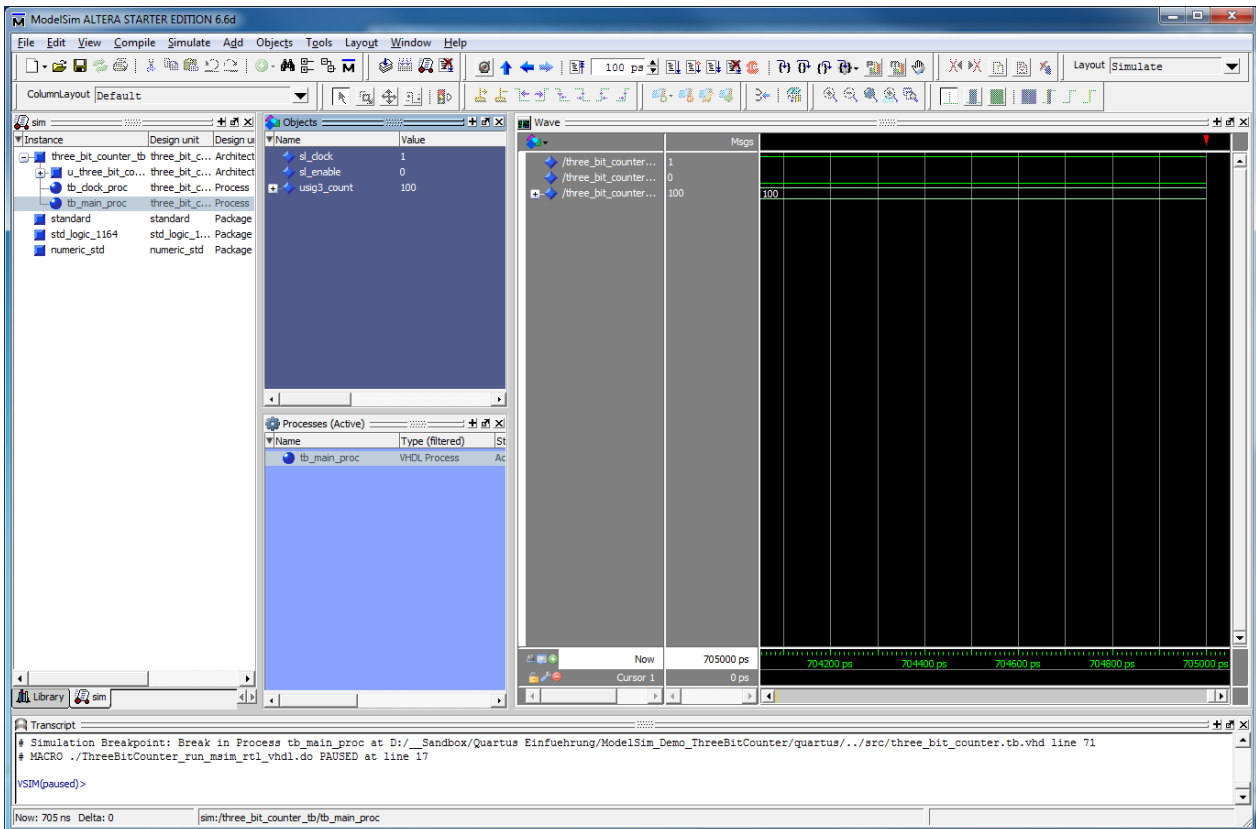 ModelSim ALTERA STARTER EDITION 6.6d
File Edit View Compile Simulate Add Objects Tools Layout Window Help
100 ps
Layout Simulate
ColumnLayout Default
sim
Instance Design unit Design u
three_bit_counter_tb three_bit_c... Architect
u_three_bit_co... three_bit_c... Architect
tb_clock_proc three_bit_c... Process
tb_main_proc three_bit_c... Process
standard standard Package
std_logic_1164 std_logic_1... Package
numeric_std numeric_std Package
Library sim
Objects
Name Value
sl_clock 1
sl_enable 0
usig3_count 100
Processes (Active)
Name Type (filtered) St
tb_main_proc VHDL Process Ac
Wave
Msgs
/three_bit_counter... 1
/three_bit_counter... 0
/three_bit_counter... 100 100
Now 705000 ps
704200 ps 704400 ps 704600 ps 704800 ps 705000 ps
Cursor 1 0 ps
Transcript
# Simulation Breakpoint: Break in Process tb_main_proc at D:/__Sandbox/Quartus Einfuehrung/ModelSim_Demo_ThreeBitCounter/quartus/../src/three_bit_counter.tb.vhd line 71
# MACRO ./ThreeBitCounter_run_msim_rtl_vhdl.do PAUSED at line 17
VSIM(paused)>
Now: 705 ns Delta: 0 sim:/three_bit_counter_tb/tb_main_proc